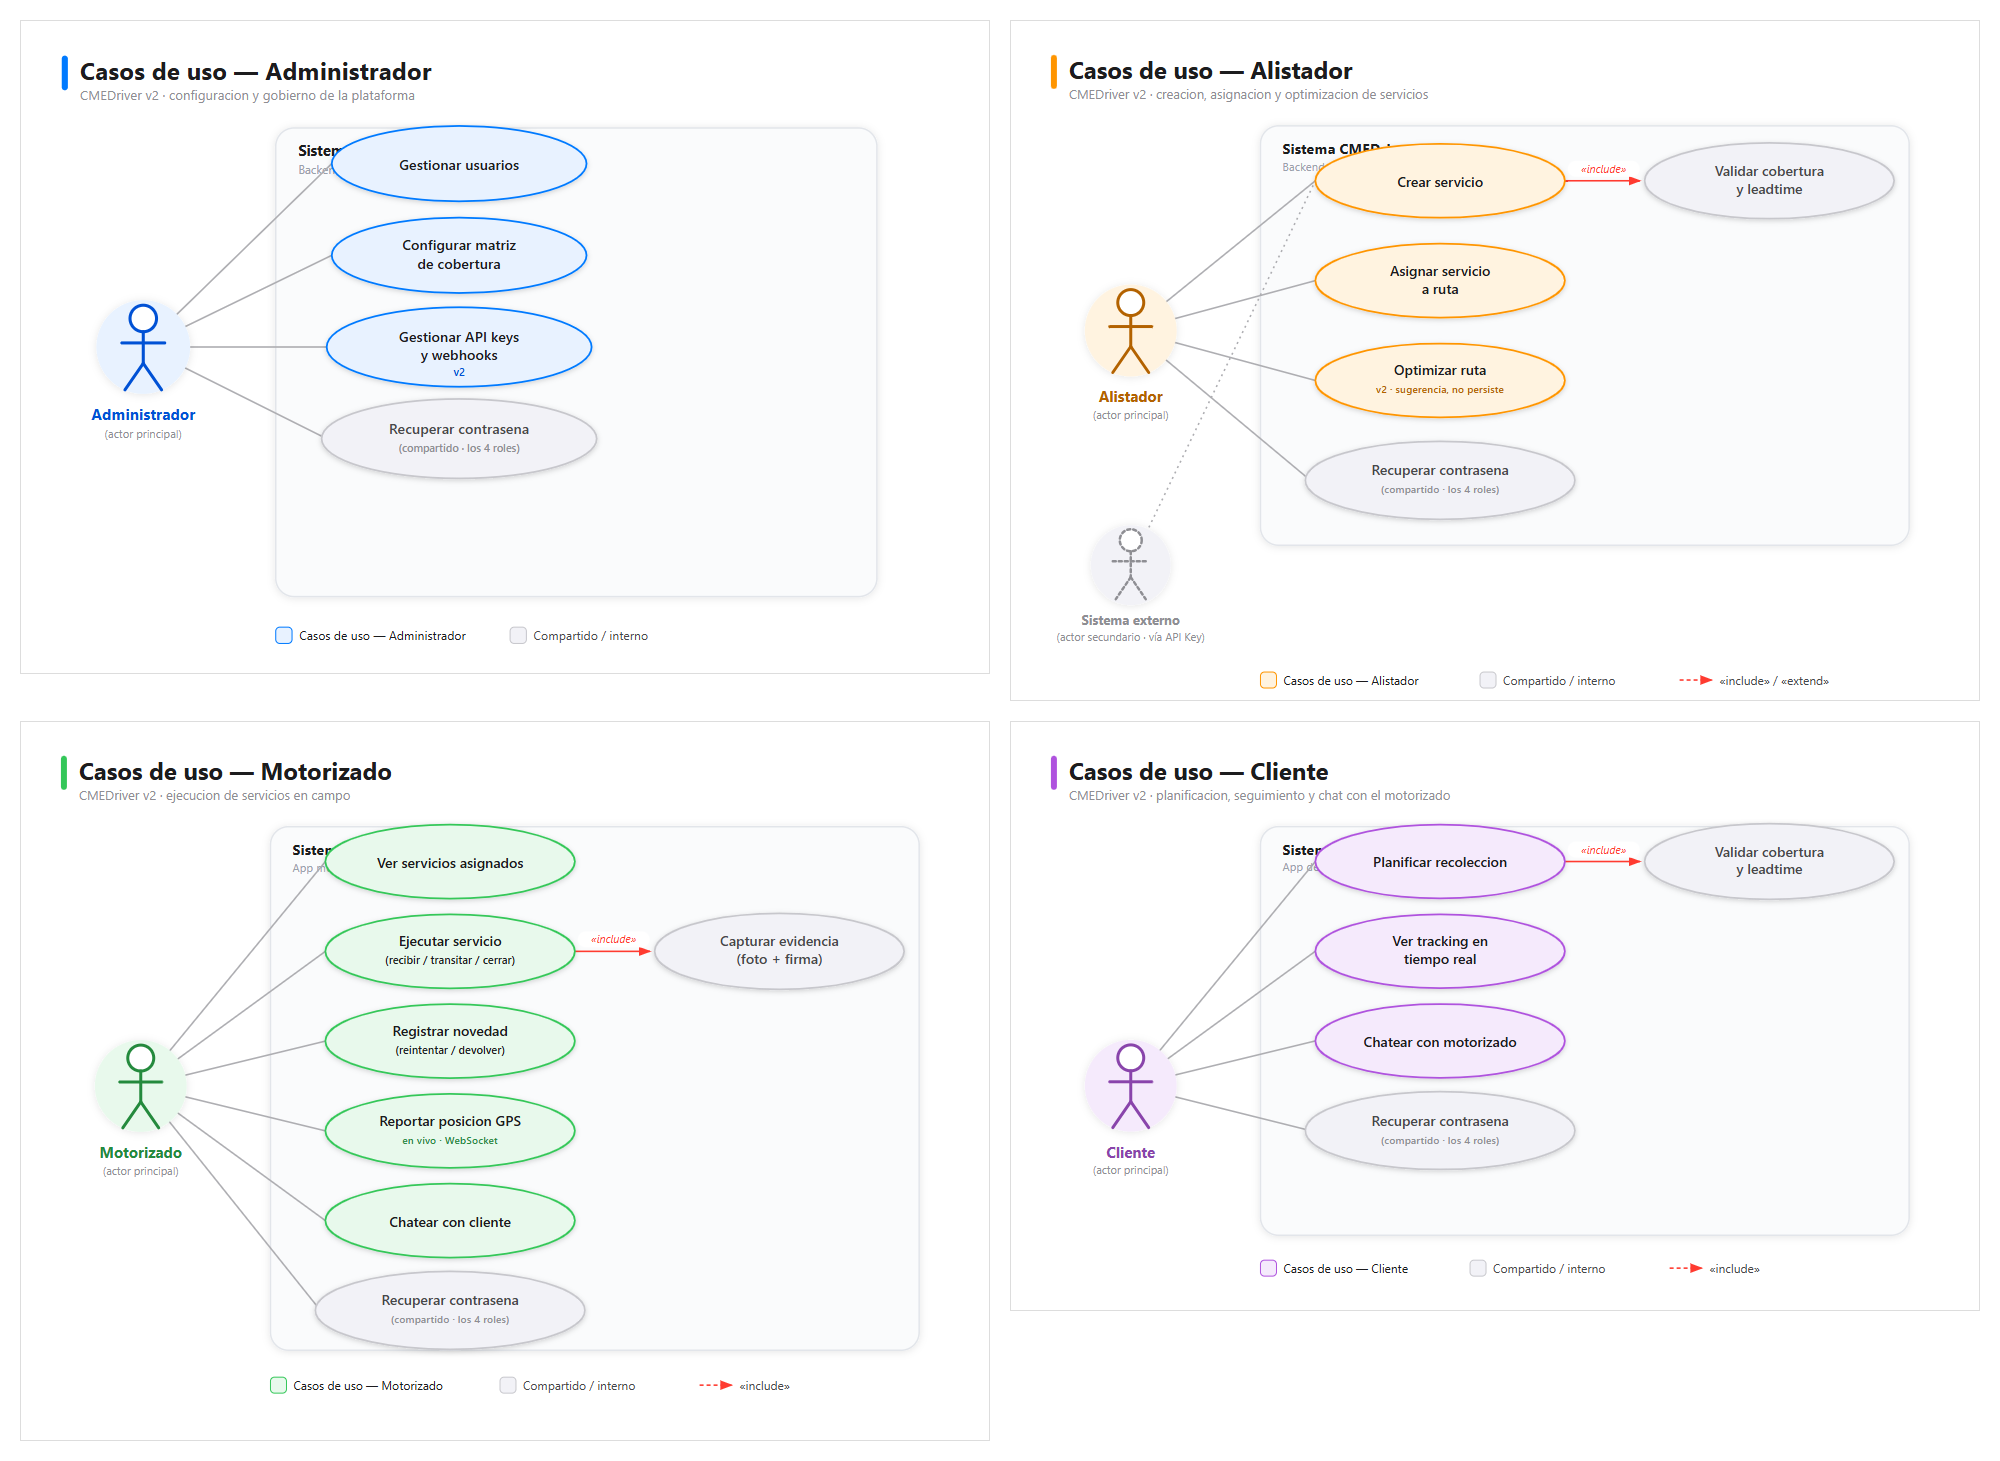 Casos de uso — Administrador
CMEDriver v2 · configuracion y gobierno de la plataforma
Gestionar usuarios
Configurar matriz
de cobertura
Gestionar API keys
y webhooks
v2
Recuperar contrasena
(compartido · los 4 roles)
Administrador
(actor principal)
Casos de uso — Administrador
Compartido / interno
Casos de uso — Alistador
CMEDriver v2 · creacion, asignacion y optimizacion de servicios
Sistema
Crear servicio
«include»
Validar cobertura
y leadtime
Asignar servicio
a ruta
Optimizar ruta
v2 · sugerencia, no persiste
Recuperar contrasena
(compartido · los 4 roles)
Alistador
(actor principal)
Sistema externo
(actor secundario · vía API Key)
Casos de uso — Alistador
Compartido / interno
«include» / «extend»
Casos de uso — Motorizado
CMEDriver v2 · ejecucion de servicios en campo
App
Ver servicios asignados
Ejecutar servicio
(recibir / transitar / cerrar)
«include»
Capturar evidencia
(foto + firma)
Registrar novedad
(reintentar / devolver)
Reportar posicion GPS
en vivo · WebSocket
Chatear con cliente
Recuperar contrasena
(compartido · los 4 roles)
Motorizado
(actor principal)
Casos de uso — Motorizado
Compartido / interno
«include»
Casos de uso — Cliente
CMEDriver v2 · planificacion, seguimiento y chat con el motorizado
App
Planificar recoleccion
«include»
Validar cobertura
y leadtime
Ver tracking en
tiempo real
Chatear con motorizado
Recuperar contrasena
(compartido · los 4 roles)
Cliente
(actor principal)
Casos de uso — Cliente
Compartido / interno
«include»